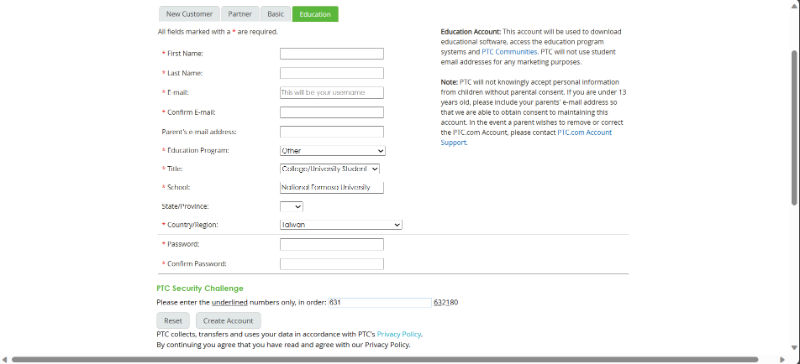 New Customer Partner Basic Education
All fields marked with a * are required.
* First Name:
* Last Name:
* E-mail: This will be your username
* Confirm E-mail:
Parent's e mail address:
* Education Program: Other
* Title: College/University Student
* School: National Formosa University
State/Province:
* Country/Region: Taiwan
* Password:
* Confirm Password:
Education Account: This account will be used to download
educational software, access the education program
systems and PTC Communities. PTC will not use student
email addresses for any marketing purposes.
Note: PTC will not knowingly accept personal information
from children without parental consent. If you are under 13
years old, please include your parents' e-mail address so
that we are able to obtain consent to maintaining this
account. In the event a parent wishes to remove or correct
the PTC.com Account, please contact PTC.com Account
Support.
PTC Security Challenge
Please enter the underlined numbers only, in order: 631 632180
Reset Create Account
PTC collects, transfers and uses your data in accordance with PTC's Privacy Policy.
By continuing you agree that you have read and agree with our Privacy Policy.